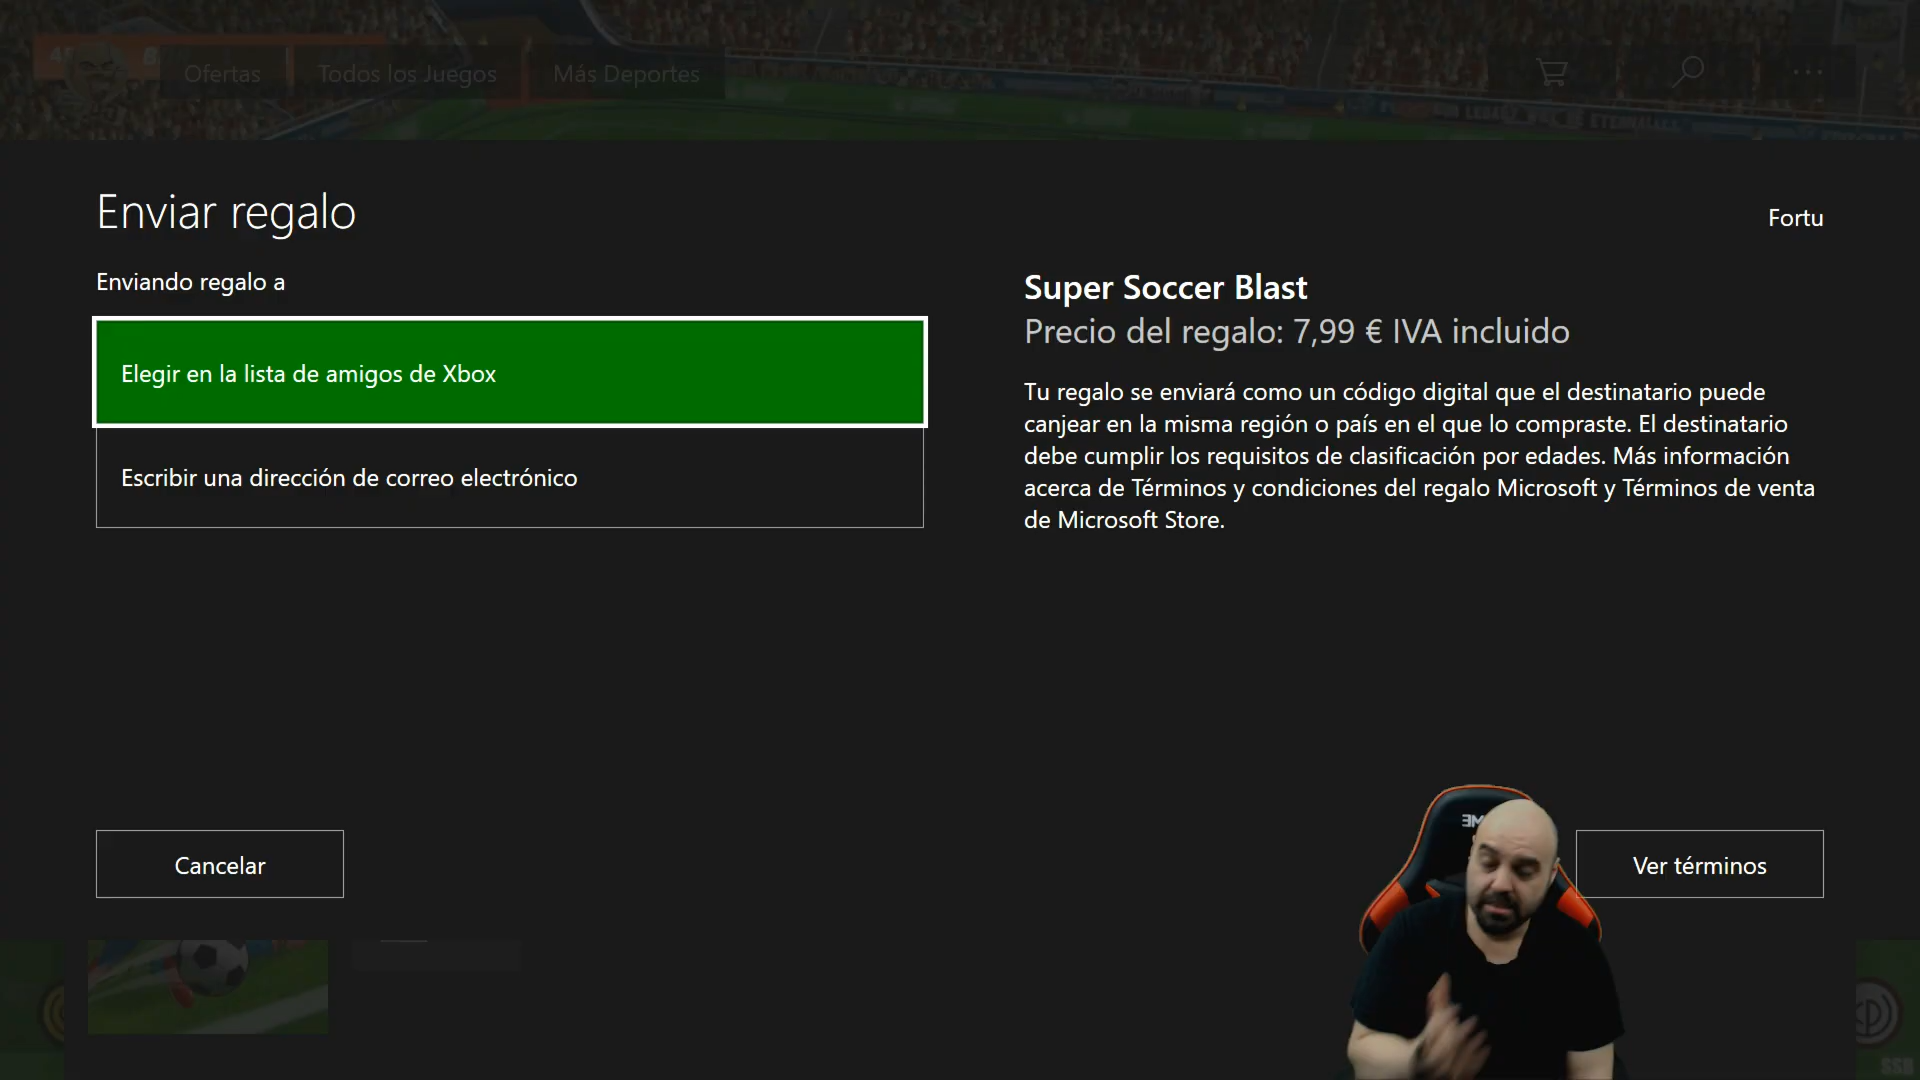 Ofertas
Todos los Juegos
Más Deportes
Enviar regalo
Fortu
Enviando regalo a
Elegir en la lista de amigos de Xbox
Escribir una dirección de correo electrónico
Super Soccer Blast
Precio del regalo: 7,99 € IVA incluido
Tu regalo se enviará como un código digital que el destinatario puede
canjear en la misma región o país en el que lo compraste. El destinatario
debe cumplir los requisitos de clasificación por edades. Más información
acerca de Términos y condiciones del regalo Microsoft y Términos de venta
de Microsoft Store.
Cancelar
Ver términos